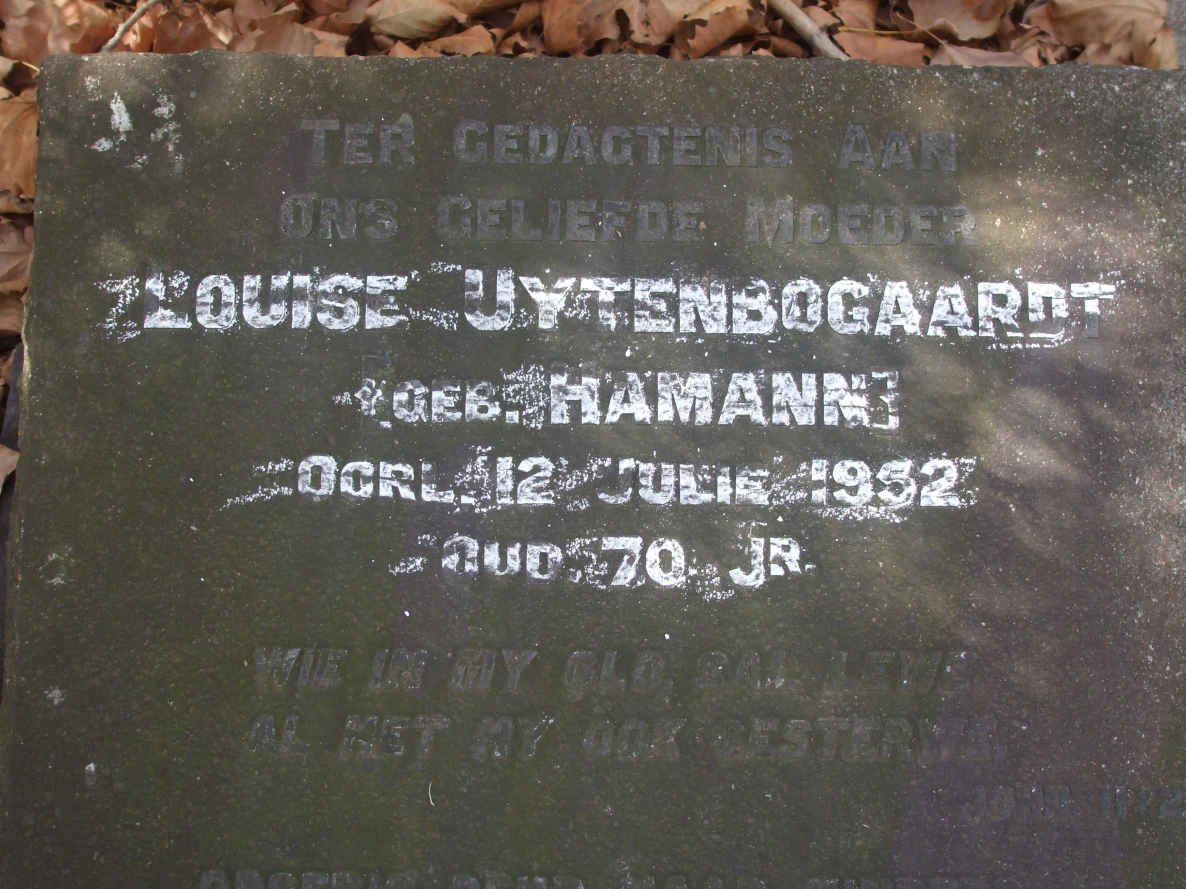 TER GEDAGTENIS AAN
ONS GELIEFDE MOEDER
LOUISE UYTENBOGAARDT
(GEB. HAMANN)
OORL. 12 JULIE 1952
OUD 70 JR.
WIE IN MY GLO, SAL LEWE
AL HET HY OOK GESTERWE.
JOH.